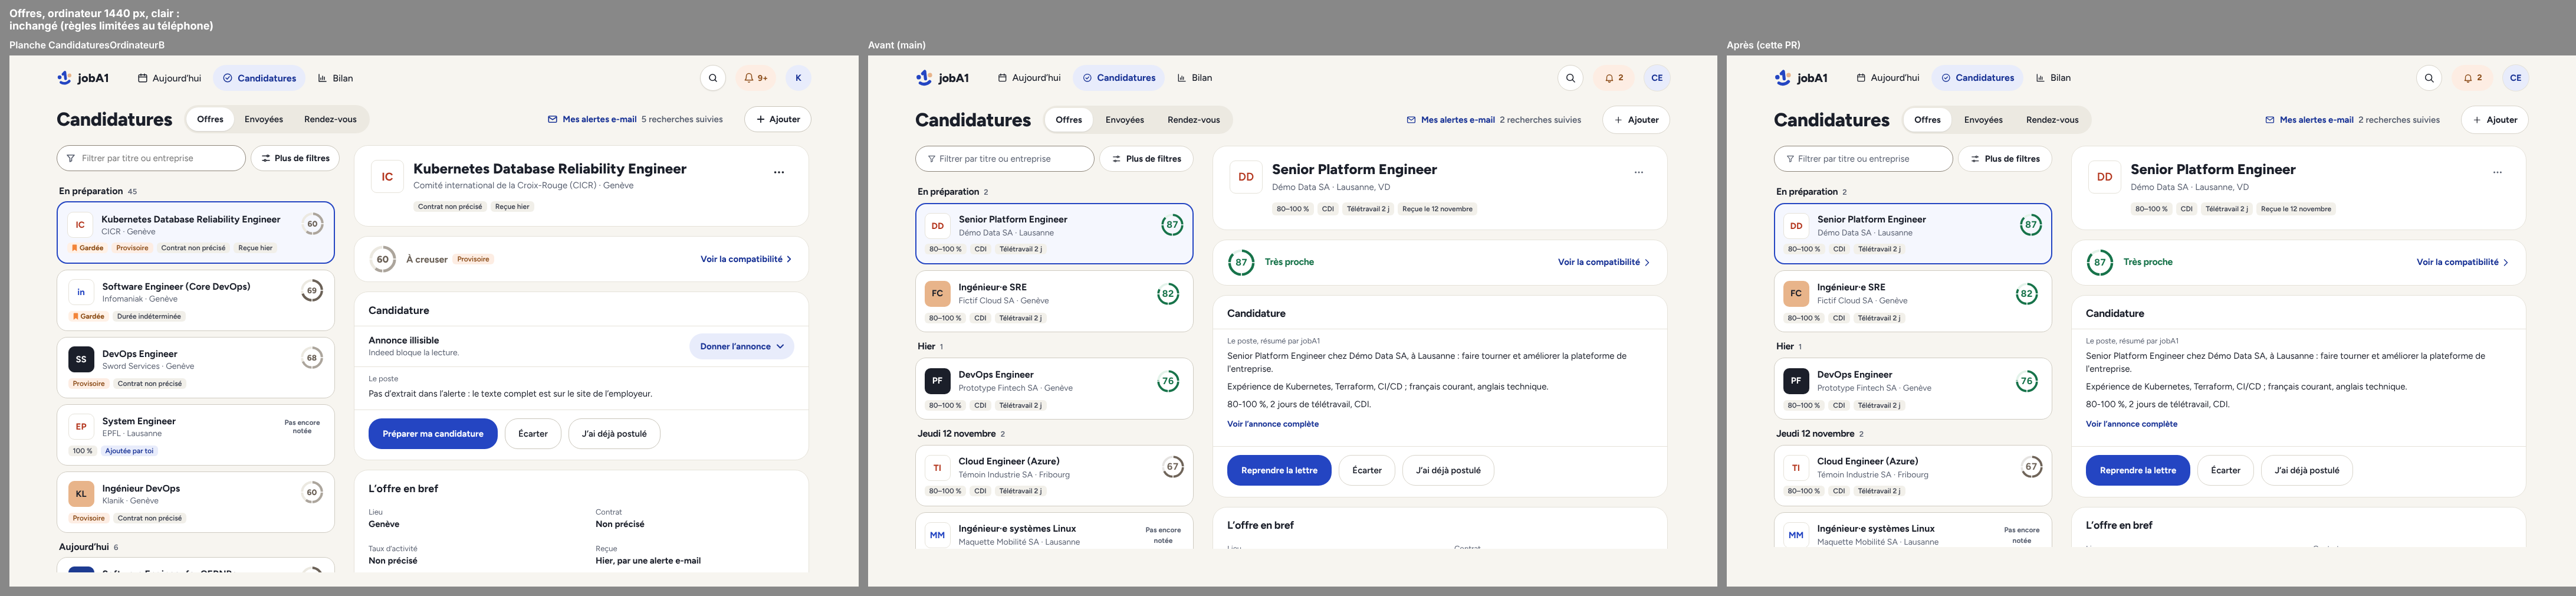 Offres, ordinateur 1440 px, clair :
inchangé (règles limitées au téléphone)
Planche CandidaturesOrdinateurB
jobA1
Aujourd'hui
Candidatures
Bilan
9+
K
Candidatures
Offres
Envoyées
Rendez-vous
Mes alertes e-mail 5 recherches suivies
+ Ajouter
Filtrer par titre ou entreprise
Plus de filtres
En préparation 45
IC
Kubernetes Database Reliability Engineer
CICR · Genève
60
Gardée
Provisoire
Contrat non précisé
Reçue hier
in
Software Engineer (Core DevOps)
Infomaniak · Genève
69
Gardée
Durée indéterminée
SS
DevOps Engineer
Sword Services · Genève
68
Provisoire
Contrat non précisé
EP
System Engineer
EPFL · Lausanne
Pas encore
notée
100 %
Ajoutée par toi
KL
Ingénieur DevOps
Klanik · Genève
60
Provisoire
Contrat non précisé
Aujourd'hui 6
IC
Kubernetes Database Reliability Engineer
Comité international de la Croix-Rouge (CICR) · Genève
Contrat non précisé
Reçue hier
60
À creuser
Provisoire
Voir la compatibilité
Candidature
Annonce illisible
Indeed bloque la lecture.
Donner l'annonce
Le poste
Pas d'extrait dans l'alerte : le texte complet est sur le site de l'employeur.
Préparer ma candidature
Écarter
J'ai déjà postulé
L'offre en bref
Lieu
Genève
Contrat
Non précisé
Taux d'activité
Non précisé
Reçue
Hier, par une alerte e-mail
Avant (main)
jobA1
Aujourd'hui
Candidatures
Bilan
2
CE
Candidatures
Offres
Envoyées
Rendez-vous
Mes alertes e-mail 2 recherches suivies
+ Ajouter
Filtrer par titre ou entreprise
Plus de filtres
En préparation 2
DD
Senior Platform Engineer
Démo Data SA · Lausanne
87
80–100 %
CDI
Télétravail 2 j
FC
Ingénieur·e SRE
Fictif Cloud SA · Genève
82
80–100 %
CDI
Télétravail 2 j
Hier 1
PF
DevOps Engineer
Prototype Fintech SA · Genève
76
80–100 %
CDI
Télétravail 2 j
Jeudi 12 novembre 2
TI
Cloud Engineer (Azure)
Témoin Industrie SA · Fribourg
67
80–100 %
CDI
Télétravail 2 j
MM
Ingénieur·e systèmes Linux
Maquette Mobilité SA · Lausanne
Pas encore
notée
DD
Senior Platform Engineer
Démo Data SA · Lausanne, VD
80–100 %
CDI
Télétravail 2 j
Reçue le 12 novembre
87
Très proche
Voir la compatibilité
Candidature
Le poste, résumé par jobA1
Senior Platform Engineer chez Démo Data SA, à Lausanne : faire tourner et améliorer la plateforme de
l'entreprise.
Expérience de Kubernetes, Terraform, CI/CD ; français courant, anglais technique.
80-100 %, 2 jours de télétravail, CDI.
Voir l'annonce complète
Reprendre la lettre
Écarter
J'ai déjà postulé
L'offre en bref
Lieu
Contrat
Après (cette PR)
jobA1
Aujourd'hui
Candidatures
Bilan
2
CE
Candidatures
Offres
Envoyées
Rendez-vous
Mes alertes e-mail 2 recherches suivies
+ Ajouter
Filtrer par titre ou entreprise
Plus de filtres
En préparation 2
DD
Senior Platform Engineer
Démo Data SA · Lausanne
87
80–100 %
CDI
Télétravail 2 j
FC
Ingénieur·e SRE
Fictif Cloud SA · Genève
82
80–100 %
CDI
Télétravail 2 j
Hier 1
PF
DevOps Engineer
Prototype Fintech SA · Genève
76
80–100 %
CDI
Télétravail 2 j
Jeudi 12 novembre 2
TI
Cloud Engineer (Azure)
Témoin Industrie SA · Fribourg
67
80–100 %
CDI
Télétravail 2 j
MM
Ingénieur·e systèmes Linux
Maquette Mobilité SA · Lausanne
Pas encore
notée
DD
Senior Platform Engineer
Démo Data SA · Lausanne, VD
80–100 %
CDI
Télétravail 2 j
Reçue le 12 novembre
87
Très proche
Voir la compatibilité
Candidature
Le poste, résumé par jobA1
Senior Platform Engineer chez Démo Data SA, à Lausanne : faire tourner et améliorer la plateforme de
l'entreprise.
Expérience de Kubernetes, Terraform, CI/CD ; français courant, anglais technique.
80-100 %, 2 jours de télétravail, CDI.
Voir l'annonce complète
Reprendre la lettre
Écarter
J'ai déjà postulé
L'offre en bref